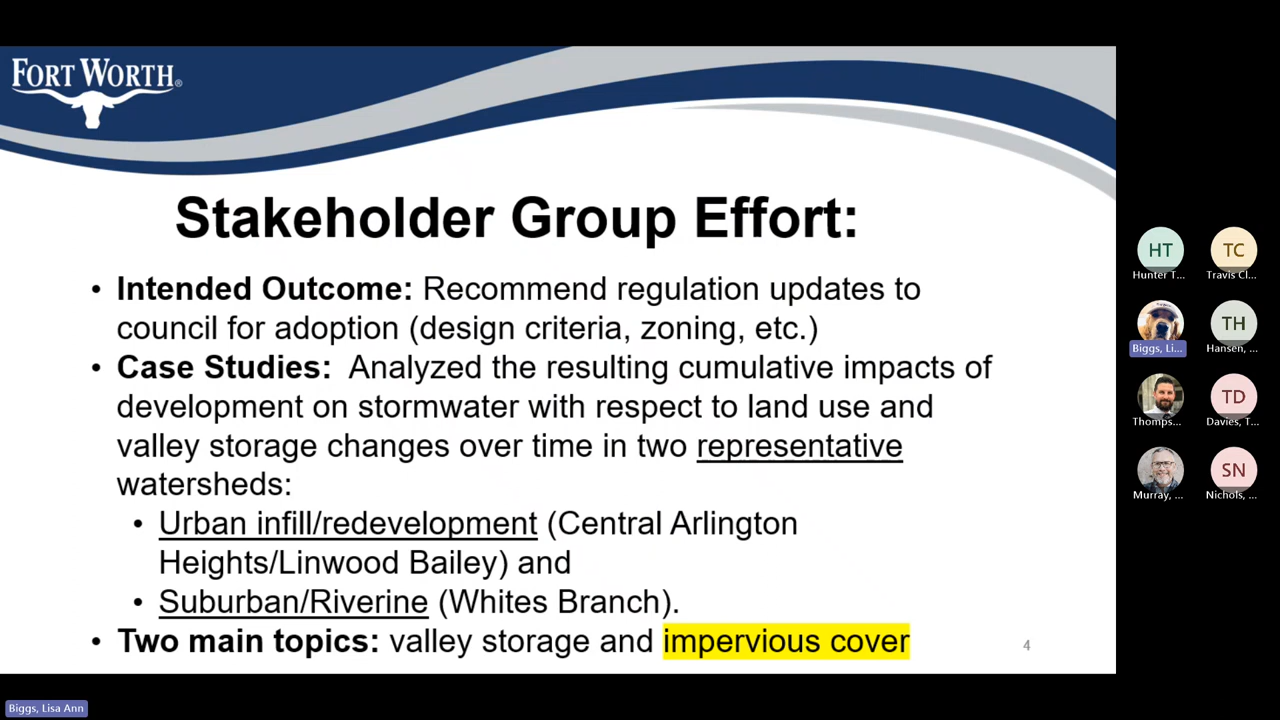 FORT WORTH®
Stakeholder Group Effort:
• Intended Outcome: Recommend regulation updates to
council for adoption (design criteria, zoning, etc.)
• Case Studies: Analyzed the resulting cumulative impacts of
development on stormwater with respect to land use and
valley storage changes over time in two representative
watersheds:
• Urban infill/redevelopment (Central Arlington
Heights/Linwood Bailey) and
• Suburban/Riverine (Whites Branch).
• Two main topics: valley storage and impervious cover
4
HT
Hunter T...
TC
Travis Cl...
Biggs, Li...
TH
Hansen, ...
Thomps...
TD
Davies, T...
Murray, ...
SN
Nichols, ...
Biggs, Lisa Ann